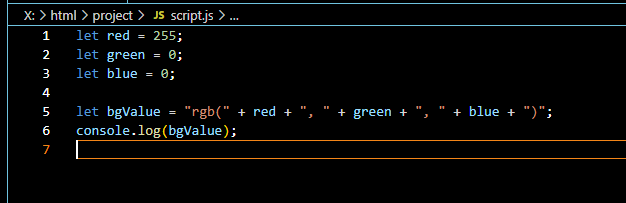 X: > html > project > JS script.js > ...
1 let red = 255;
2 let green = 0;
3 let blue = 0;
4
5 let bgValue = "rgb(" + red + ", " + green + ", " + blue + ")";
6 console.log(bgValue);
7